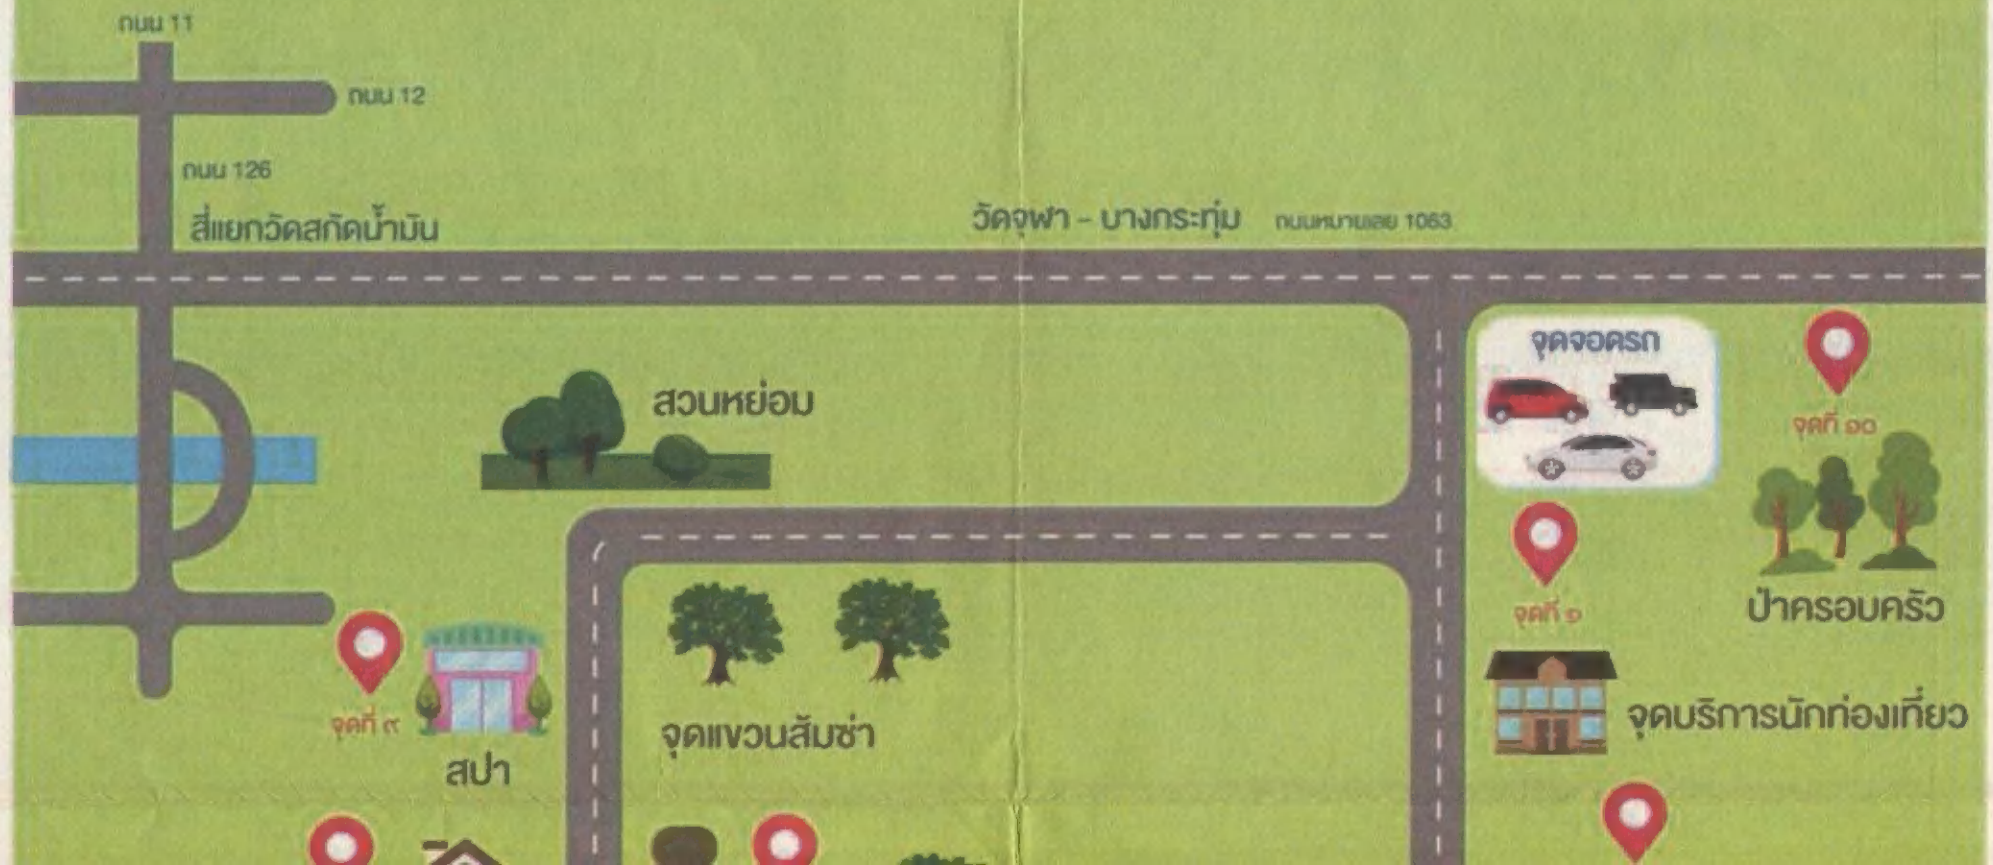 ถนน 11
ถนน 12
ถนน 126
สี่แยกวัดสกัดน้ำมัน
วัดจุฬา - บางกระทุ่ม ถนนหมายเลย 1063
จุดจอดรถ
จุดที่ ๑๐
สวนหย่อม
ป่าครอบครัว
จุดที่ ๑
จุดบริการนักท่องเที่ยว
จุดที่ ๙
สปา
จุดแขวนส้มซ่า